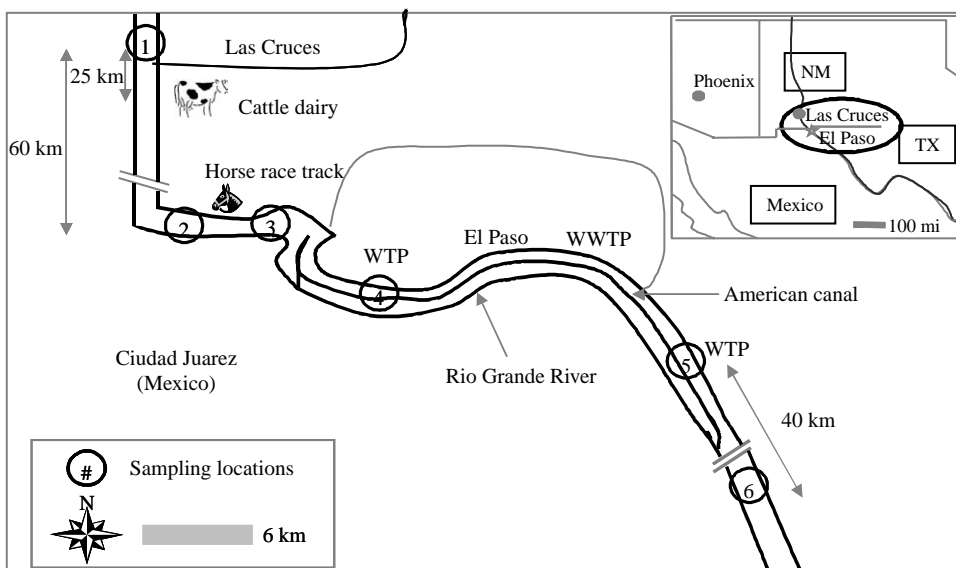 1
Las Cruces
25 km
Cattle dairy
60 km
Horse race track
2
3
WTP
4
El Paso
WWTP
American canal
Rio Grande River
Ciudad Juarez
(Mexico)
WTP
5
40 km
6
Phoenix
NM
Las Cruces
El Paso
TX
Mexico
100 mi
# Sampling locations
N
6 km